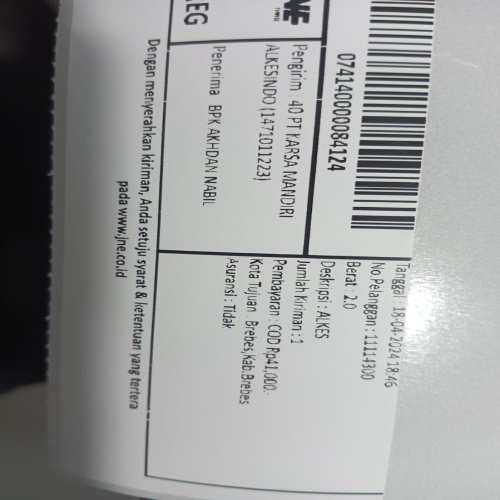 074140000084124
Tanggal : 18-04-2024 18:46
No Pelanggan : 11114300
Berat : 2.0
Deskripsi : ALKES
Jumlah Kiriman : 1
Pembayaran : COD Rp41,000.-
Kota Tujuan : Brebes,Kab.Brebes
Asuransi : Tidak
Pengirim : 40 PT KARSA MANDIRI
ALKESINDO (1471011223)
Penerima BPK AKHDAN NABIL
Dengan menyerahkan kiriman, Anda setuju syarat & ketentuan yang tertera
pada www.jne.co.id